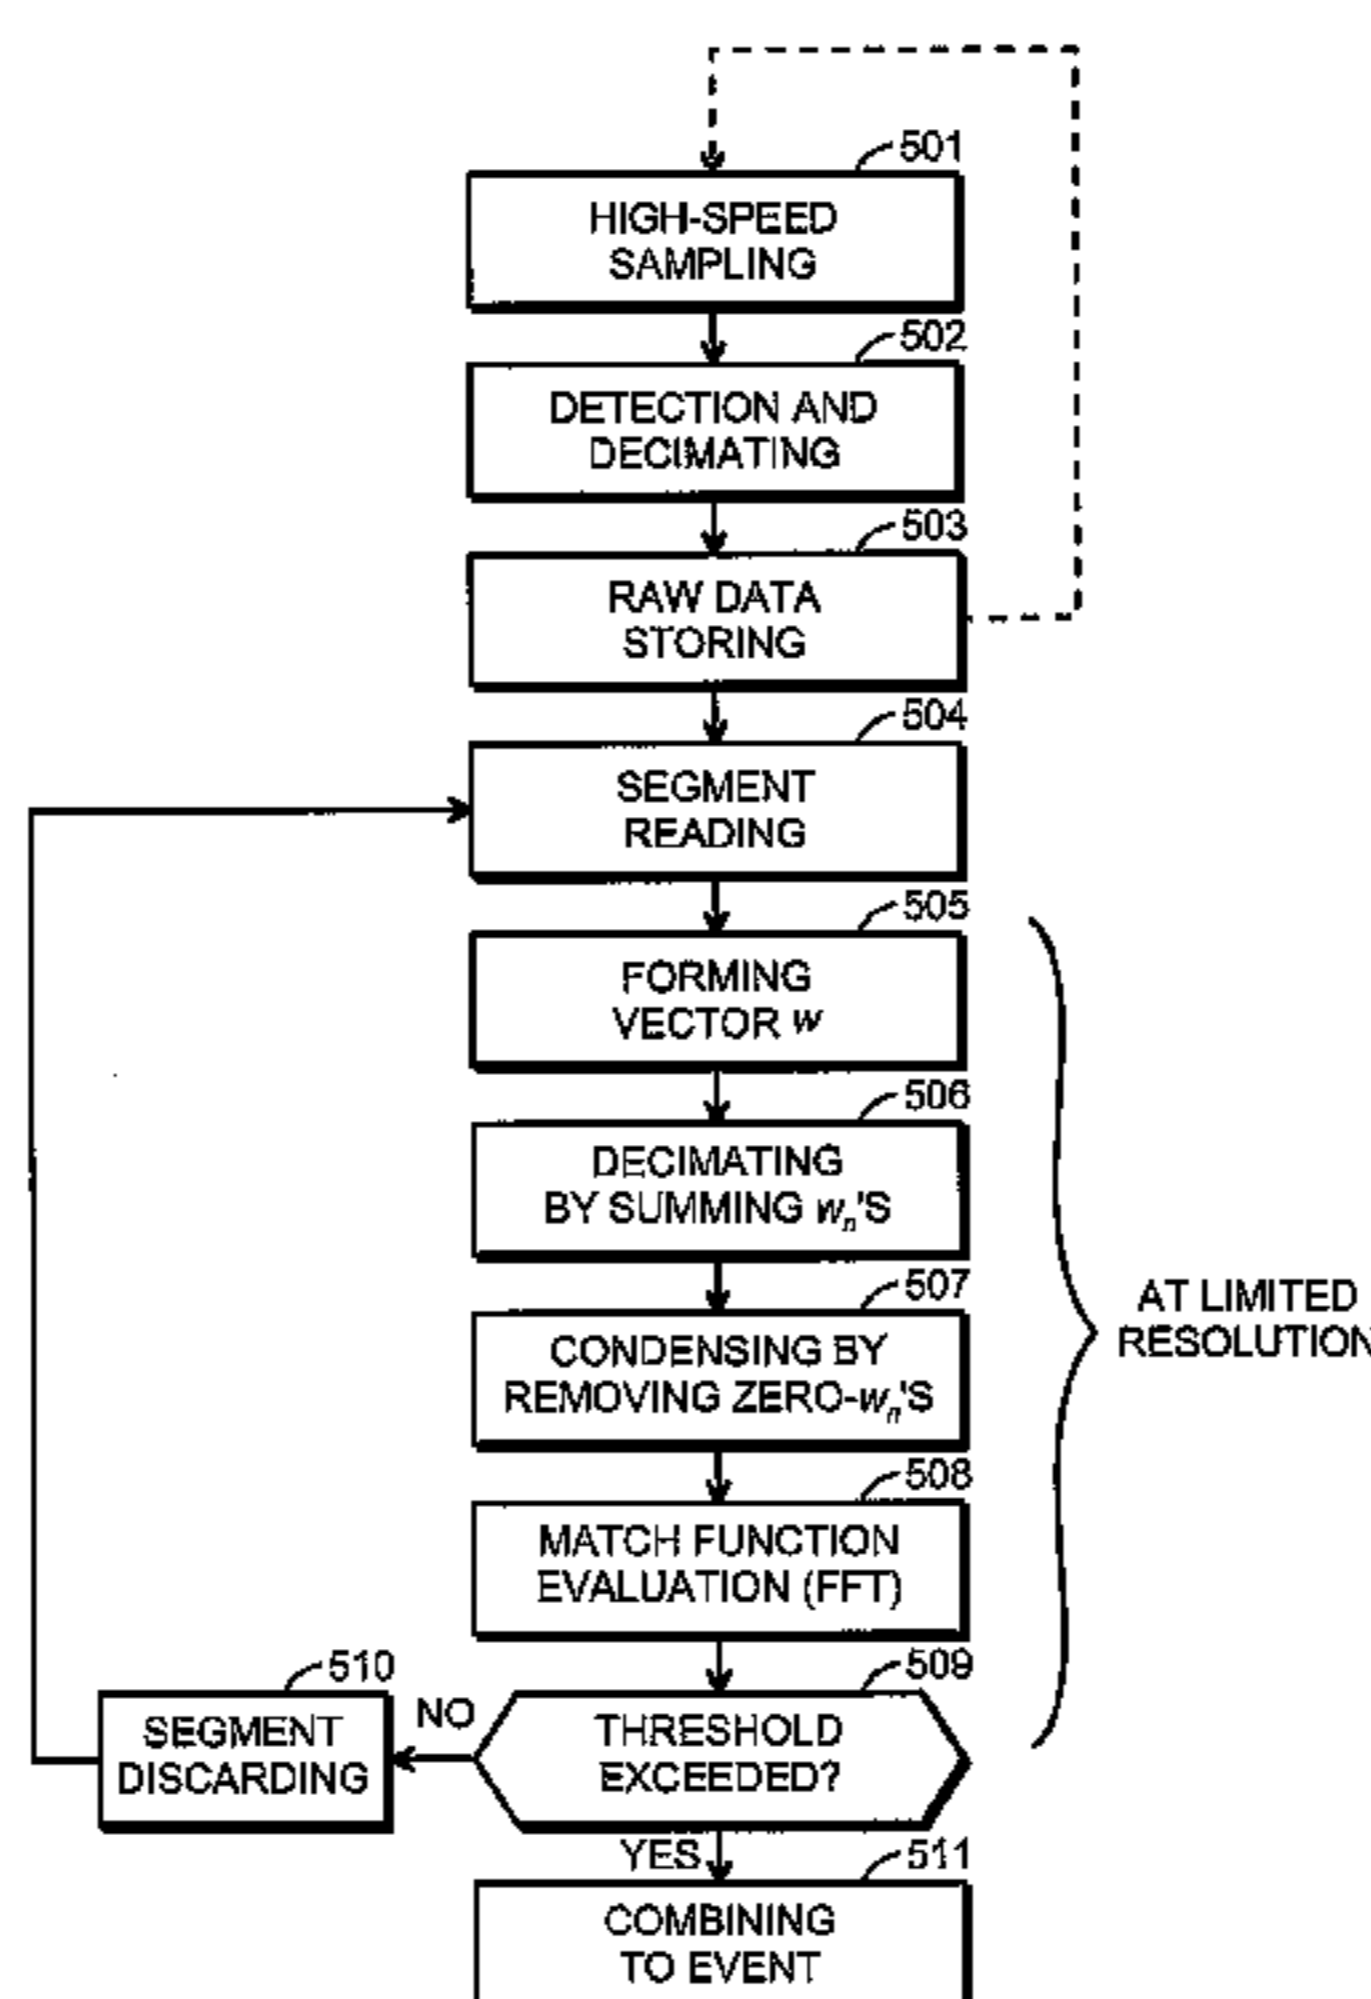 501
HIGH-SPEED
SAMPLING
502
DETECTION AND
DECIMATING
503
RAW DATA
STORING
504
SEGMENT
READING
505
FORMING
VECTOR w
506
DECIMATING
BY SUMMING wn'S
507
CONDENSING BY
REMOVING ZERO-wn'S
AT LIMITED
RESOLUTION
508
MATCH FUNCTION
EVALUATION (FFT)
509
THRESHOLD
EXCEEDED?
NO
510
SEGMENT
DISCARDING
YES
511
COMBINING
TO EVENT